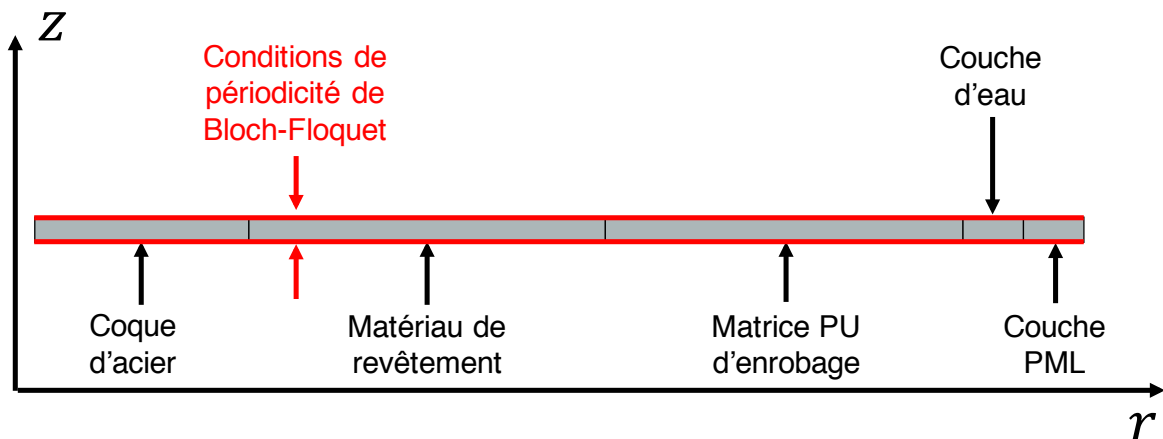 z
Conditions de
périodicité de
Bloch-Floquet
Couche
d'eau
Coque
d'acier
Matériau de
revêtement
Matrice PU
d'enrobage
Couche
PML
r